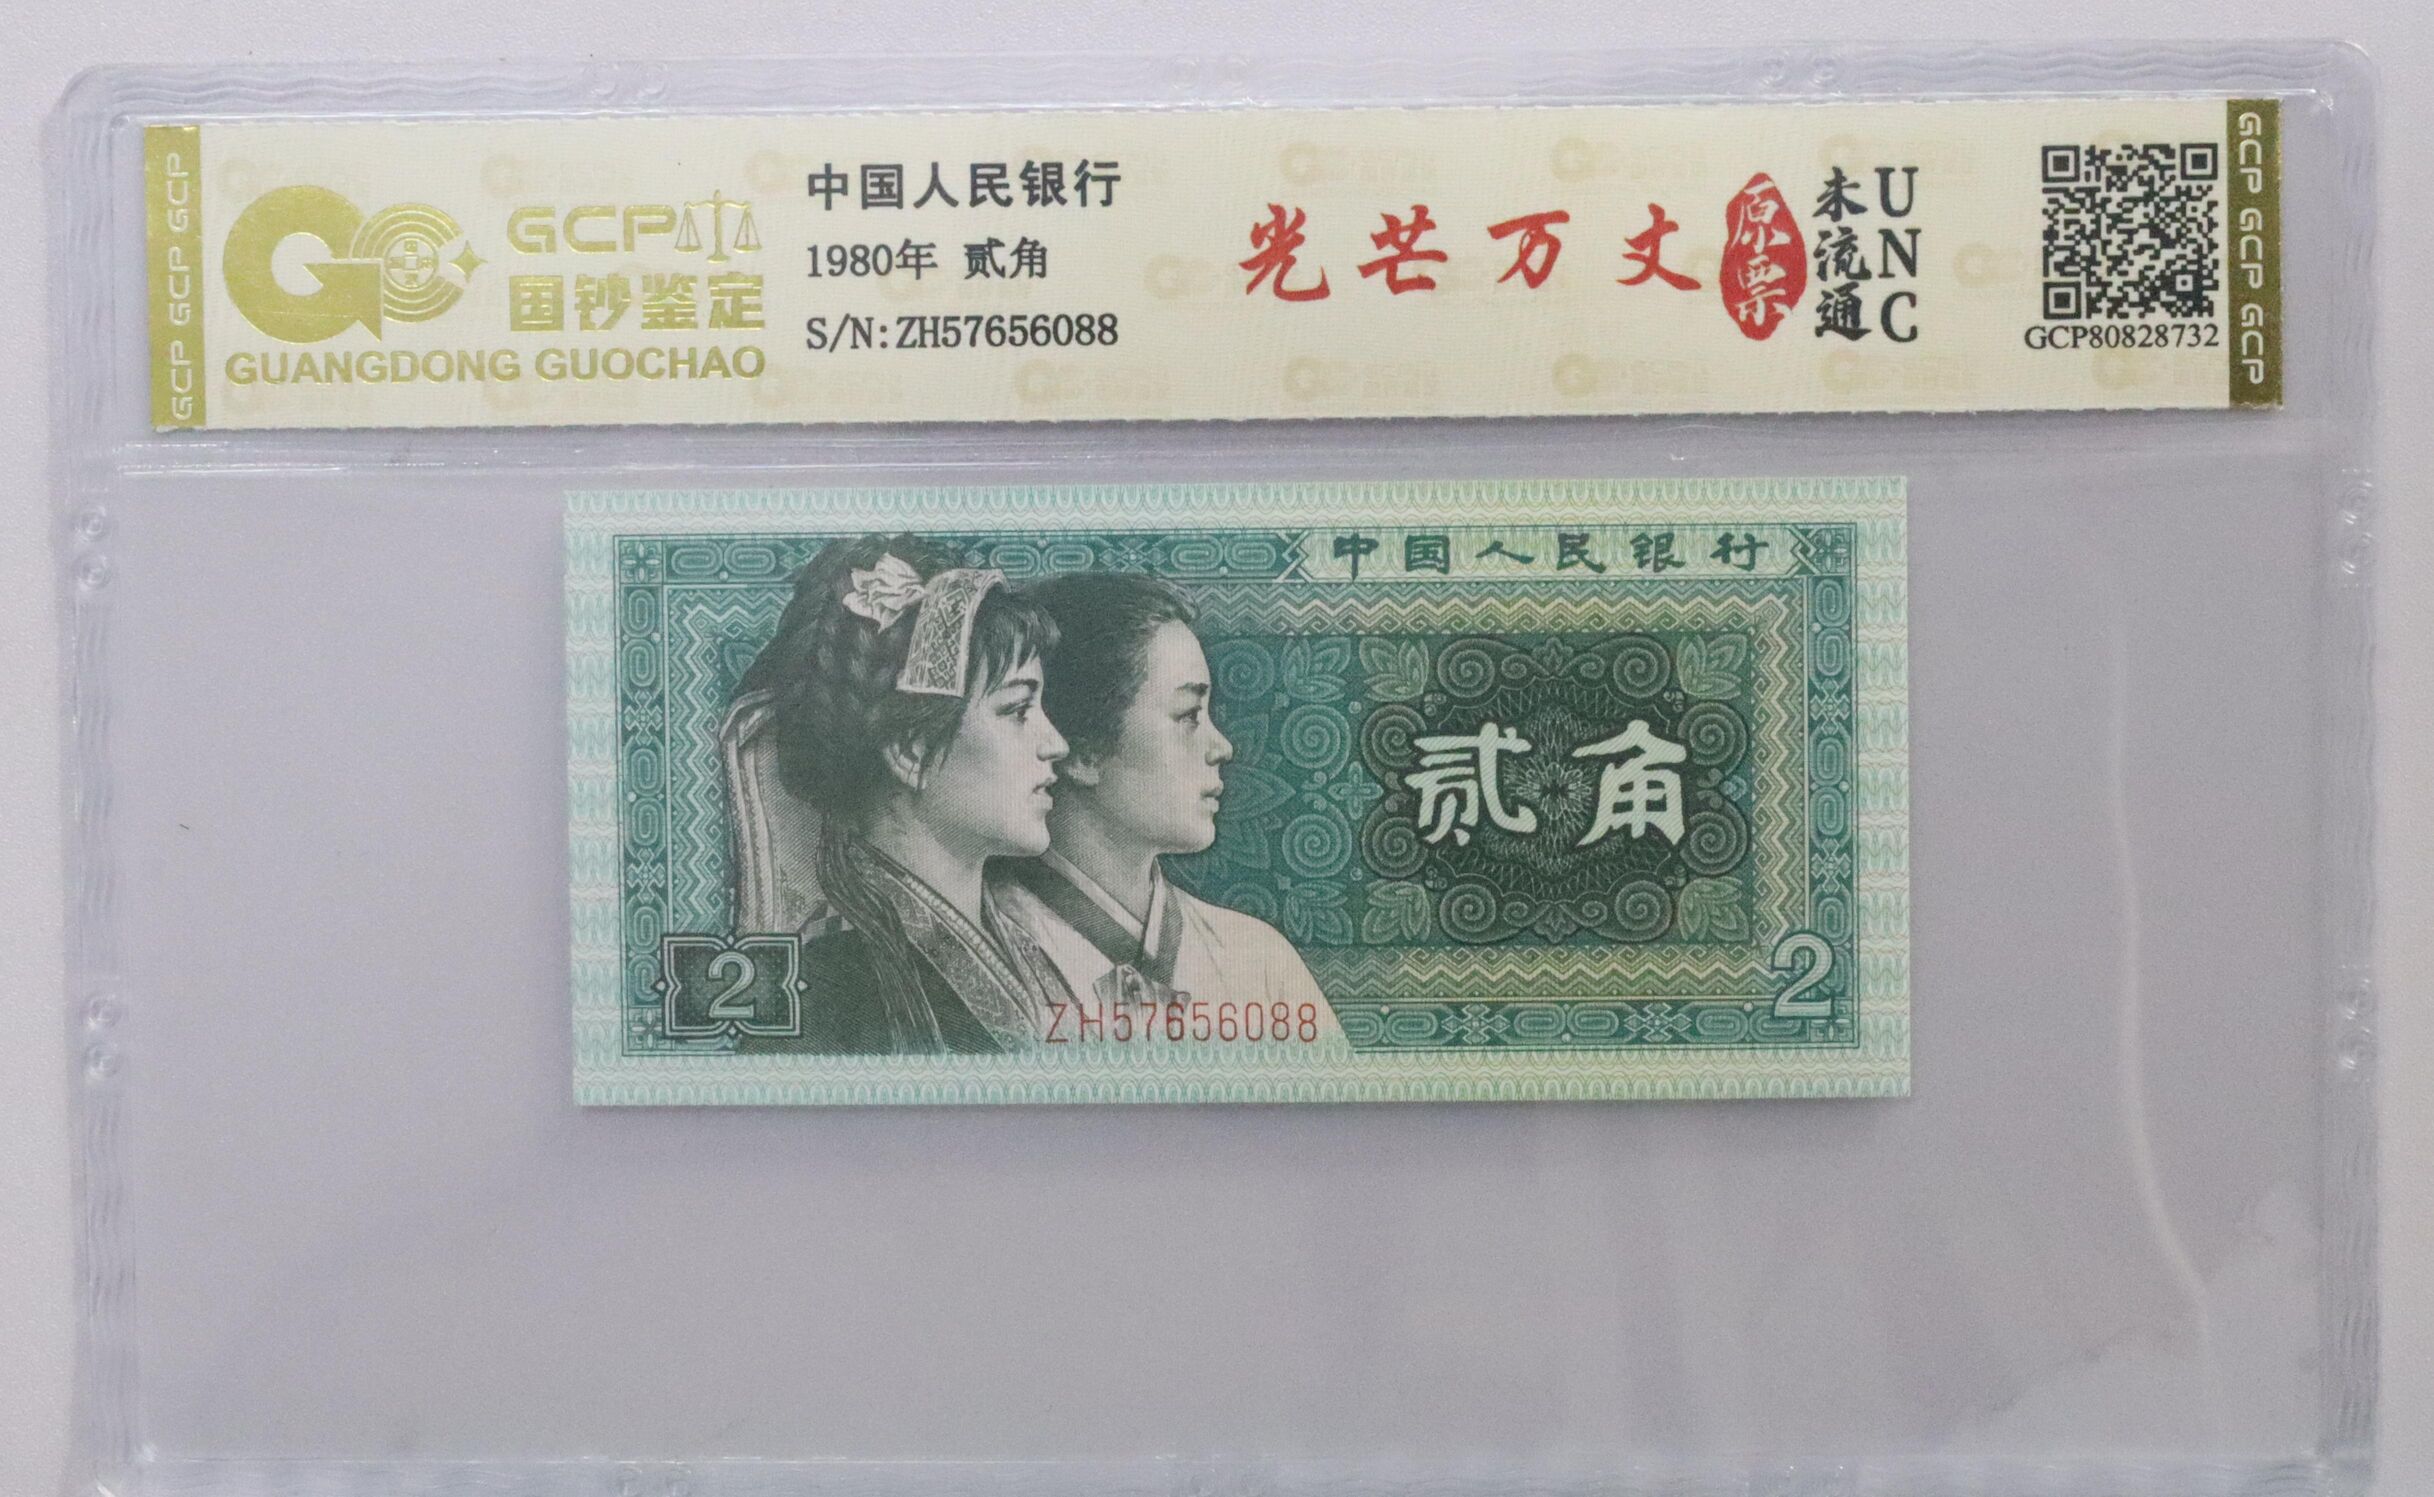 GCP GCP GCP
GCP
国钞鉴定
GUANGDONG GUOCHAO
中国人民银行
1980年 贰角
S/N:ZH57656088
光芒万丈
原票
未流通
UNC
GCP80828732
GCP GCP GCP
中国人民银行
贰角
2
ZH57656088
2